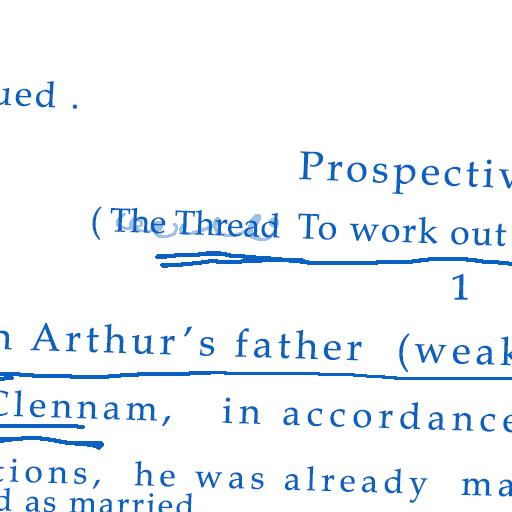 ued .
Prospectiv
( The Thread To work out
1
n Arthur’s father (weak
Clennam, in accordance
tions, he was already ma
d as married